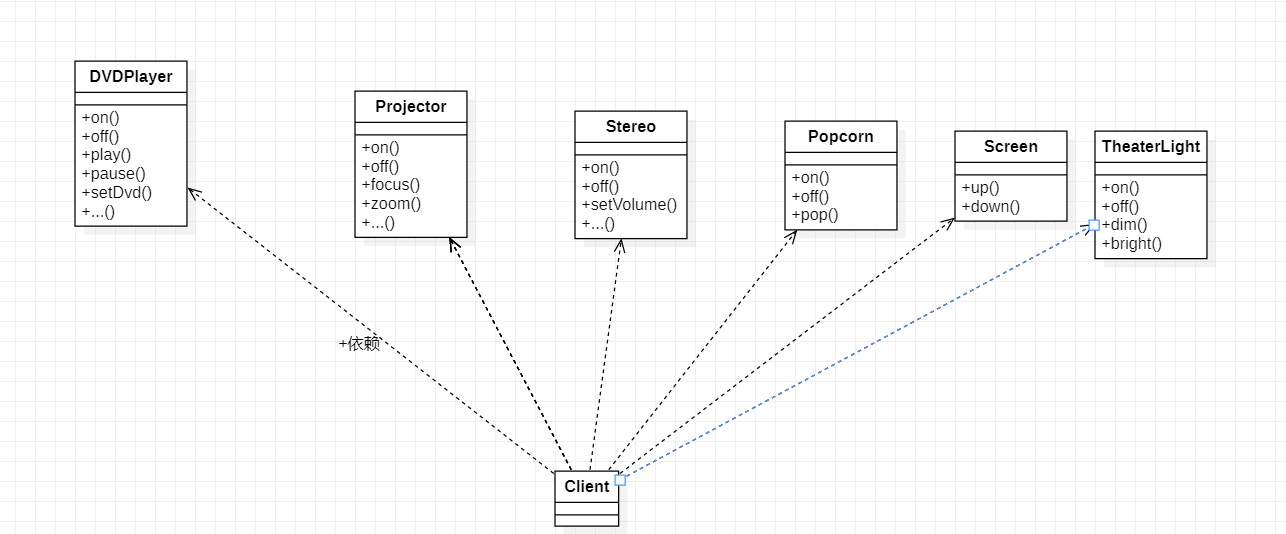 DVDPlayer
+on()
+off()
+play()
+pause()
+setDvd()
+...()
Projector
+on()
+off()
+focus()
+zoom()
+...()
Stereo
+on()
+off()
+setVolume()
+...()
Popcorn
+on()
+off()
+pop()
Screen
+up()
+down()
TheaterLight
+on()
+off()
+dim()
+bright()
+依赖
Client